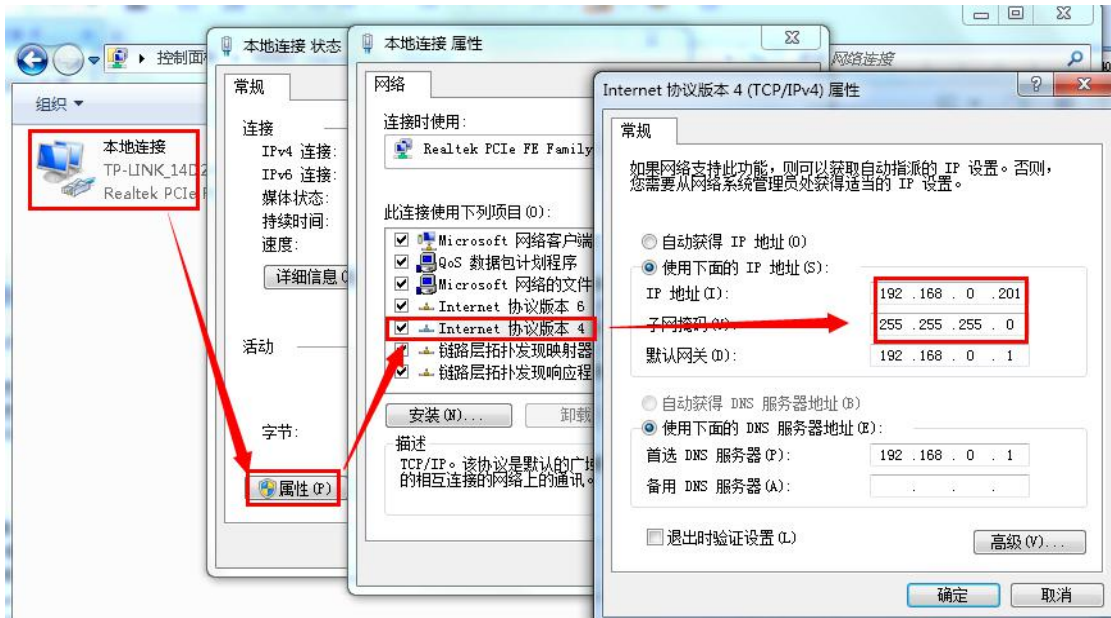 控制面
网络连接
组织
本地连接
TP-LINK_14D2
Realtek PCIe F
本地连接 状态
常规
连接
IPv4 连接:
IPv6 连接:
媒体状态:
持续时间:
速度:
详细信息(
活动
字节:
属性(P)
本地连接 属性
网络
连接时使用:
Realtek PCIe FE Family
此连接使用下列项目(O):
Microsoft 网络客户端
QoS 数据包计划程序
Microsoft 网络的文件
Internet 协议版本 6
Internet 协议版本 4
链路层拓扑发现映射器
链路层拓扑发现响应程
安装(N)...
卸载
描述
TCP/IP。该协议是默认的广域
的相互连接的网络上的通讯。
Internet 协议版本 4 (TCP/IPv4) 属性
常规
如果网络支持此功能,则可以获取自动指派的 IP 设置。否则,
您需要从网络系统管理员处获得适当的 IP 设置。
自动获得 IP 地址(O)
使用下面的 IP 地址(S):
IP 地址(I): 192 .168 . 0 .201
子网掩码(U): 255 .255 .255 . 0
默认网关(D): 192 .168 . 0 . 1
自动获得 DNS 服务器地址(B)
使用下面的 DNS 服务器地址(E):
首选 DNS 服务器(P): 192 .168 . 0 . 1
备用 DNS 服务器(A): . . .
退出时验证设置(L)
高级(V)...
确定
取消